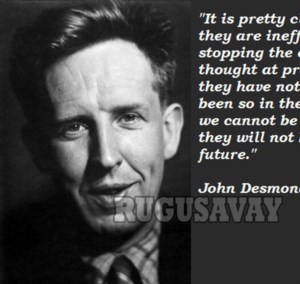 "It is pretty
they are
stopping the
thought at
they have not
been so in the
we cannot be
they will not
future."
John
RUGUSAVAY